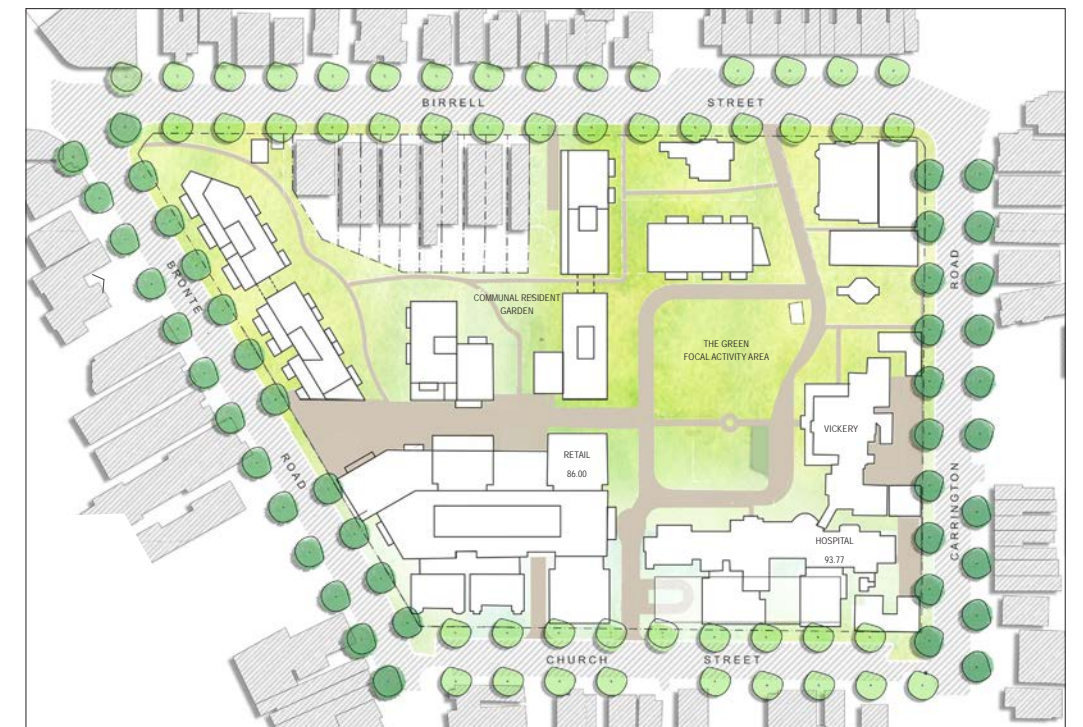 BIRRELL STREET
COMMUNAL RESIDENT
GARDEN
BRONTE
ROAD
THE GREEN
FOCAL ACTIVITY AREA
ROAD
CARRINGTON
VICKERY
RETAIL
86.00
HOSPITAL
93.77
CHURCH STREET